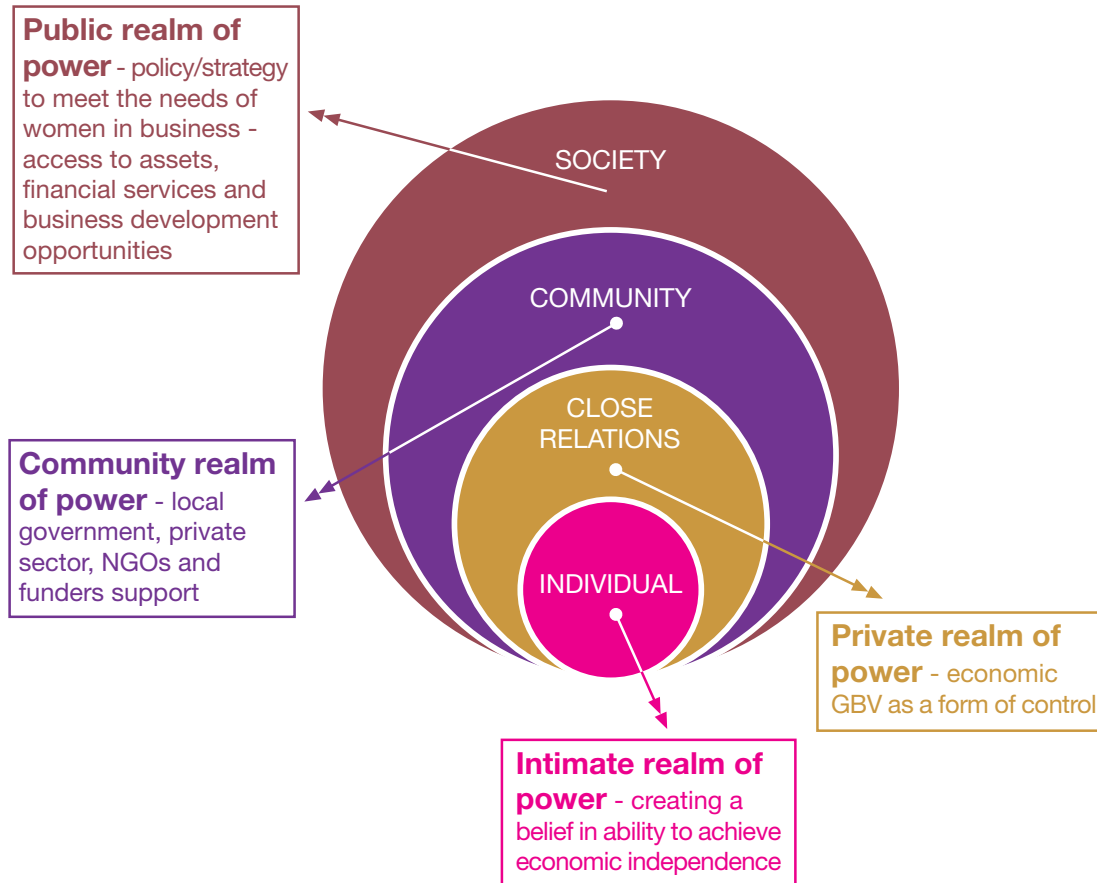 Public realm of
power - policy/strategy
to meet the needs of
women in business -
access to assets,
financial services and
business development
opportunities
SOCIETY
COMMUNITY
CLOSE
RELATIONS
INDIVIDUAL
Community realm
of power - local
government, private
sector, NGOs and
funders support
Private realm of
power - economic
GBV as a form of control
Intimate realm of
power - creating a
belief in ability to achieve
economic independence